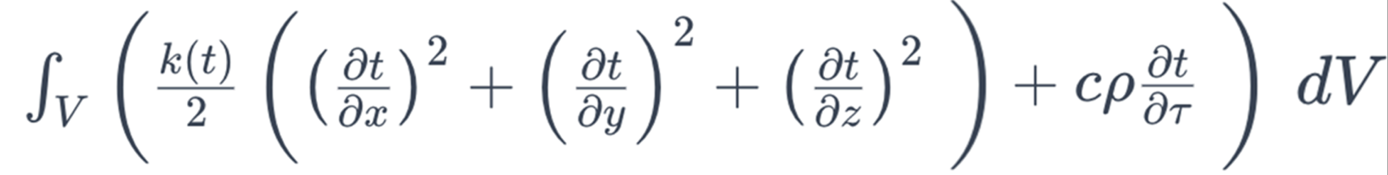 ∫_V ( k(t)/2 ( (∂t/∂x)^2 + (∂t/∂y)^2 + (∂t/∂z)^2 ) + cρ ∂t/∂τ ) dV